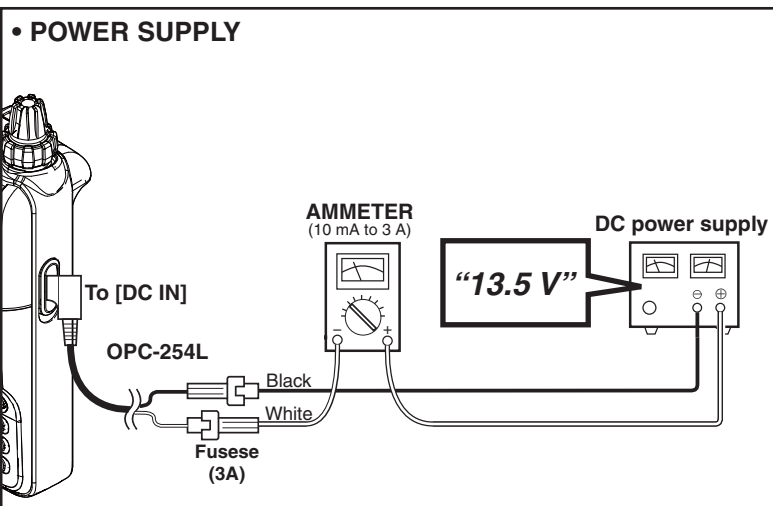 • POWER SUPPLY
AMMETER
(10 mA to 3 A)
DC power supply
"13.5 V"
To [DC IN]
OPC-254L
Black
White
Fusese
(3A)
− +
⊖ ⊕